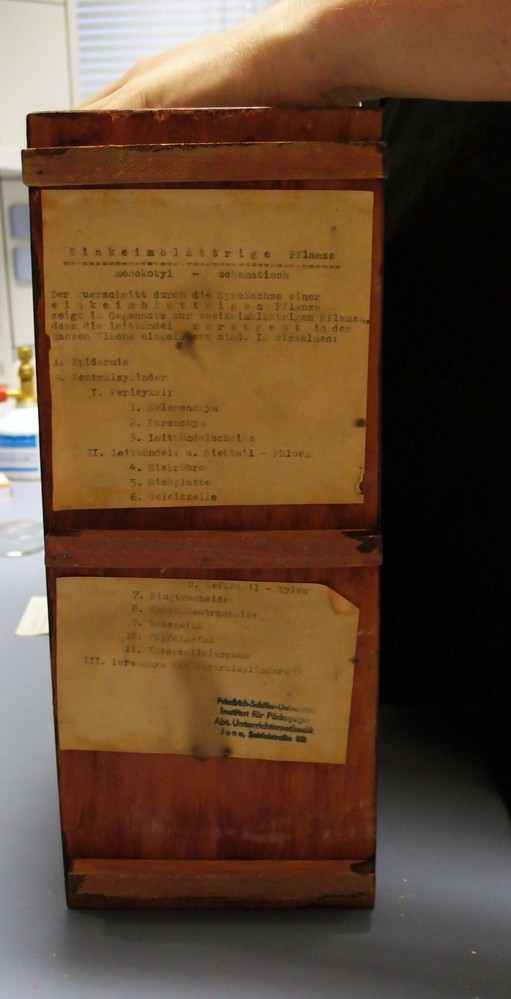 Einkeimblättrige Pflanze
monokotyl - schematisch
Der Querschnitt durch die Sproßachse einer
einkeimblättrigen Pflanze
zeigt im Gegensatz zur zweikeimblättrigen Pflanze,
dass die Leitbündel zerstreut in der
ganzen Fläche sind. Im einzelnen:
A. Epidermis
B. Zentralzylinder
I. Perizykel:
1. Sklerenchym
2. Parenchym
3. Leitbündelscheide
II. Leitbündel: a. Siebteil - Phloem
4. Siebröhre
5. Siebplatte
6. Geleitzelle
b. Gefäßteil - Xylem
7. Ringtracheide
8. Schraubentracheide
9. Netzgefäß
10. Tüpfelgefäß
11. Interzellulargang
III. Parenchym des Zentralzylinders
Friedrich-Schiller-Universität
Institut für Pädagogik
Abt. Unterrichtsmethodik
Jena,